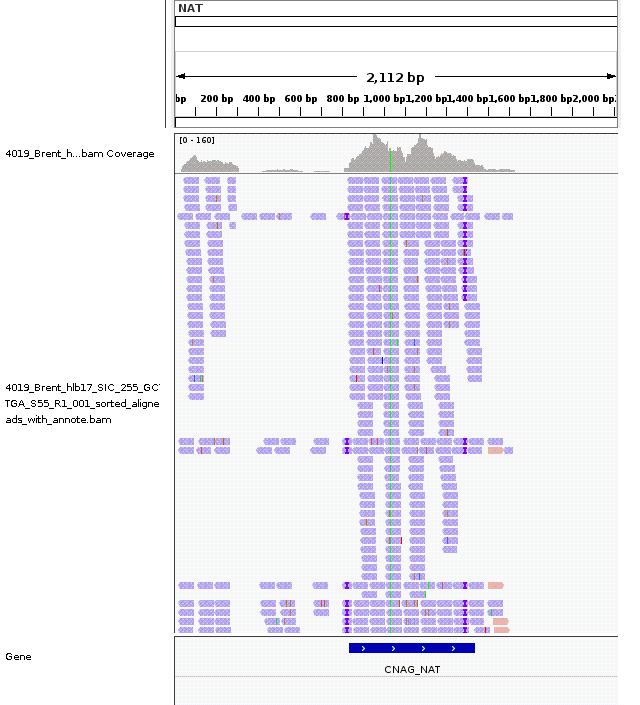 NAT
2,112 bp
bp 200 bp 400 bp 600 bp 800 bp 1,000 bp 1,200 bp 1,400 bp 1,600 bp 1,800 bp 2,000 bp
[0 - 160]
4019_Brent_h...bam Coverage
4019_Brent_hlb17_SIC_255_GC
TGA_S55_R1_001_sorted_aligne
ads_with_annote.bam
Gene
CNAG_NAT